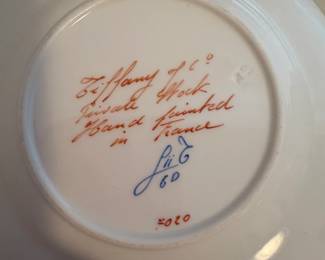 Tiffany & Co
Private Stock
Hand painted
in France
60
7020